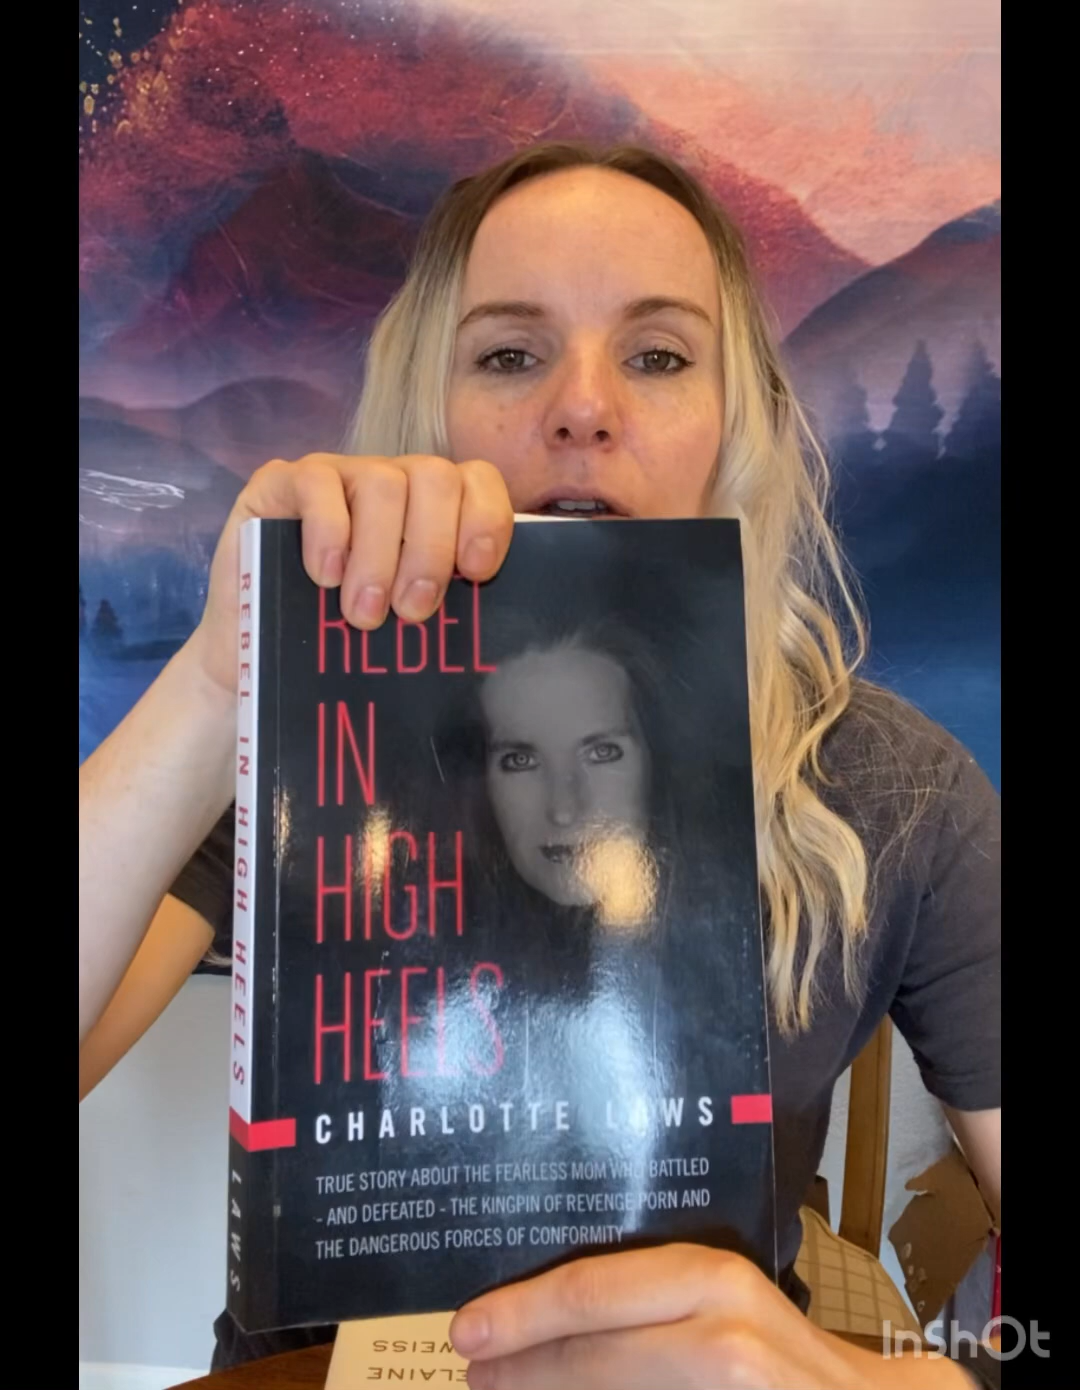 REBEL
IN
HIGH
HEELS
CHARLOTTE LAWS
TRUE STORY ABOUT THE FEARLESS MOM WHO BATTLED
- AND DEFEATED - THE KINGPIN OF REVENGE PORN AND
THE DANGEROUS FORCES OF CONFORMITY
REBEL IN HIGH HEELS
LAWS
ELAINE
WEISS
InShOt